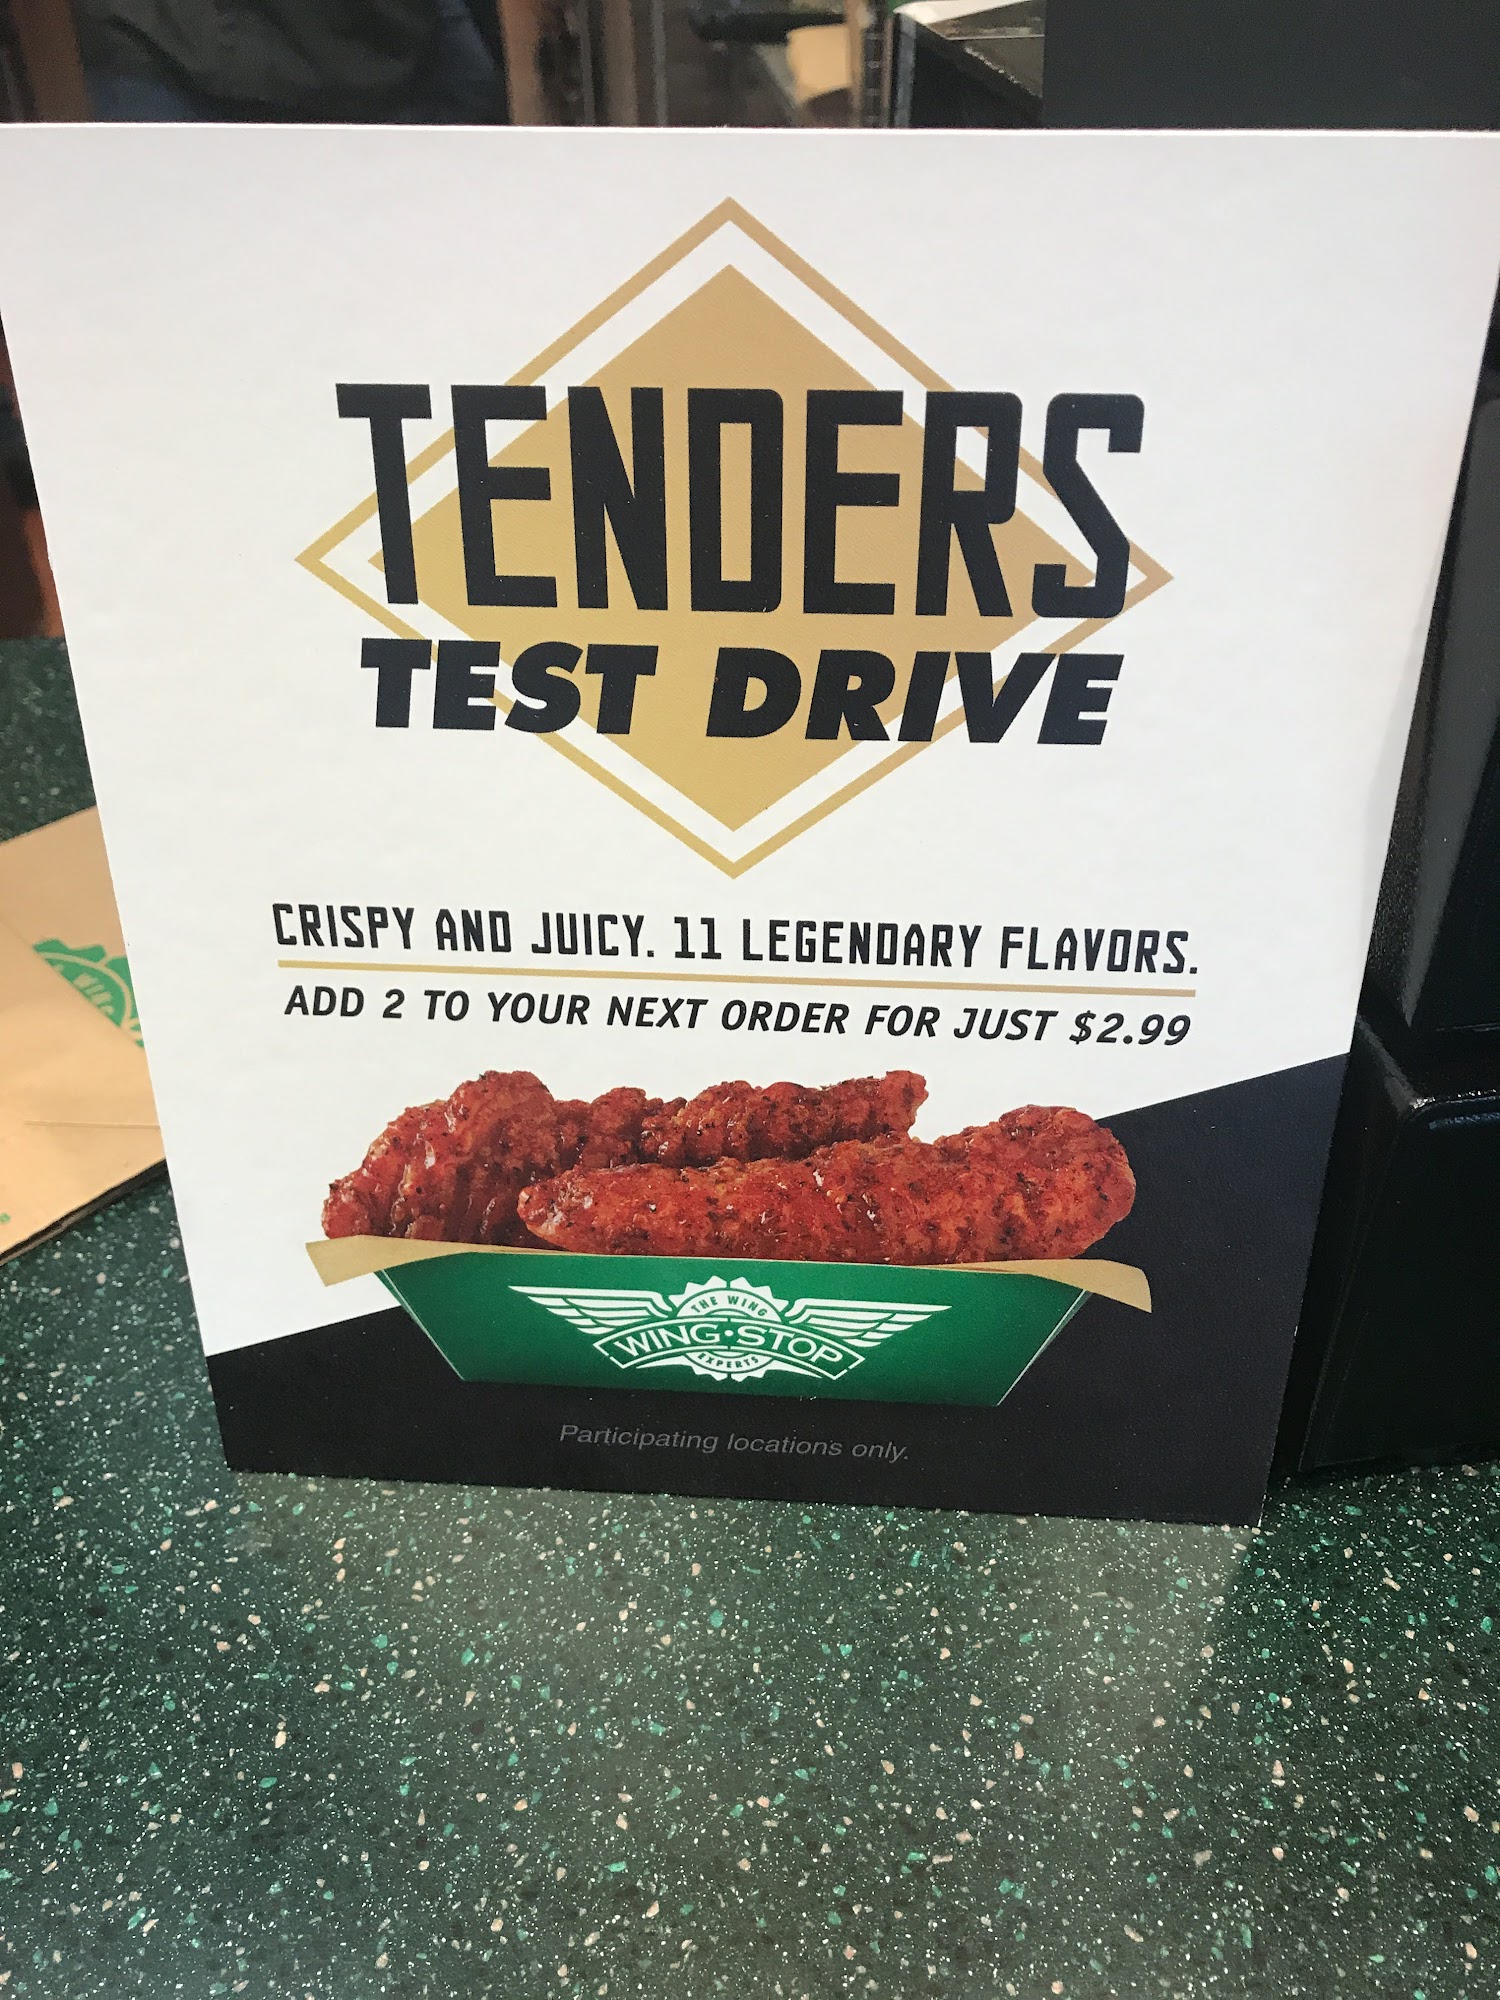 TENDERS
TEST DRIVE
CRISPY AND JUICY. 11 LEGENDARY FLAVORS.
ADD 2 TO YOUR NEXT ORDER FOR JUST $2.99
THE WING
WING·STOP
EXPERTS
Participating locations only.